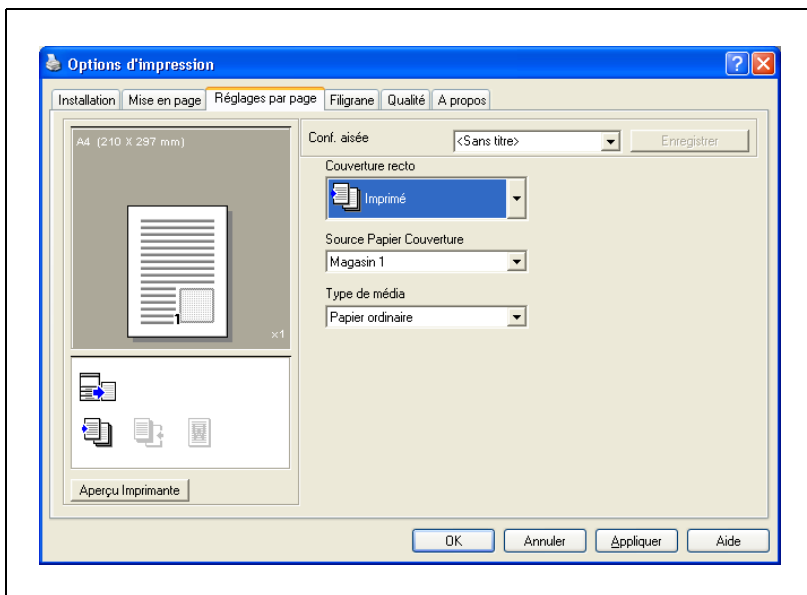 Options d'impression
Installation Mise en page Réglages par page Filigrane Qualité A propos
A4 (210 X 297 mm)
1
x1
Aperçu Imprimante
Conf. aisée <Sans titre> Enregistrer
Couverture recto
Imprimé
Source Papier Couverture
Magasin 1
Type de média
Papier ordinaire
OK Annuler Appliquer Aide